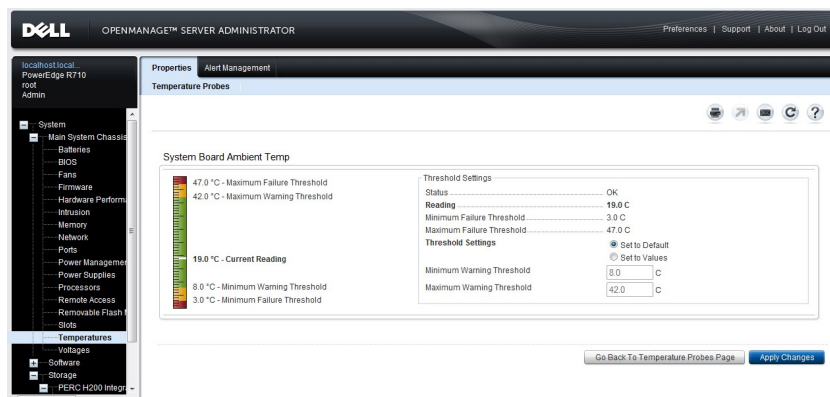 DELL OPENMANAGE™ SERVER ADMINISTRATOR
Preferences | Support | About | Log Out
localhost.local...
PowerEdge R710
root
Admin
Properties Alert Management
Temperature Probes
System
Main System Chassis
Batteries
BIOS
Fans
Firmware
Hardware Performa
Intrusion
Memory
Network
Ports
Power Managemen
Power Supplies
Processors
Remote Access
Removable Flash
Slots
Temperatures
Voltages
Software
Storage
PERC H200 Integr
System Board Ambient Temp
47.0 °C - Maximum Failure Threshold
42.0 °C - Maximum Warning Threshold
19.0 °C - Current Reading
8.0 °C - Minimum Warning Threshold
3.0 °C - Minimum Failure Threshold
Threshold Settings
Status OK
Reading 19.0 C
Minimum Failure Threshold 3.0 C
Maximum Failure Threshold 47.0 C
Threshold Settings Set to Default
Set to Values
Minimum Warning Threshold 8.0 C
Maximum Warning Threshold 42.0 C
Go Back To Temperature Probes Page Apply Changes